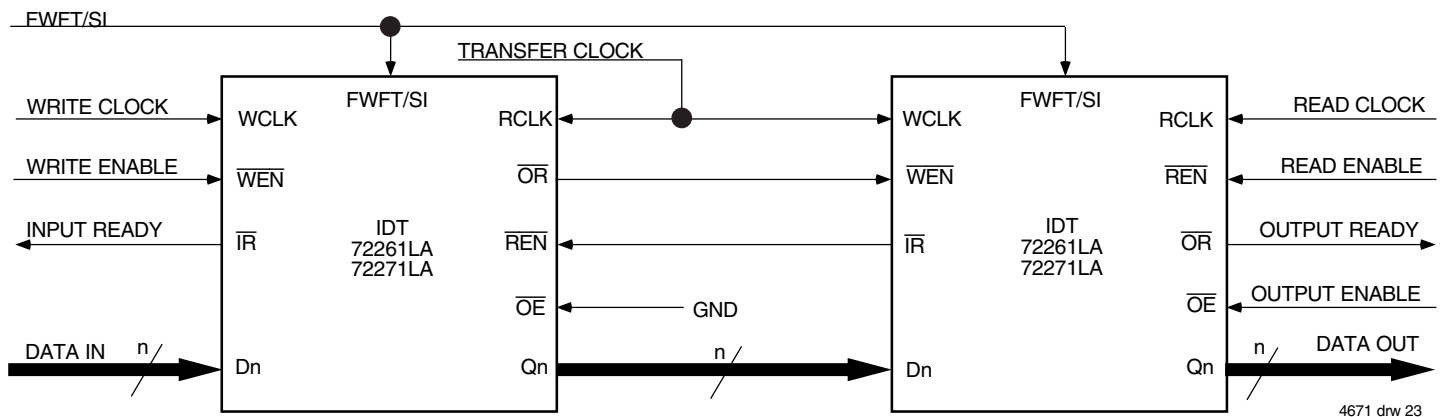 FWFT/SI
TRANSFER CLOCK
FWFT/SI
FWFT/SI
WRITE CLOCK
WCLK
RCLK
WCLK
RCLK
READ CLOCK
WRITE ENABLE
WEN
OR
WEN
REN
READ ENABLE
INPUT READY
IR
IDT
72261LA
72271LA
REN
IR
IDT
72261LA
72271LA
OR
OUTPUT READY
OE
GND
OE
OUTPUT ENABLE
DATA IN
n
Dn
Qn
n
Dn
Qn
n
DATA OUT
4671 drw 23